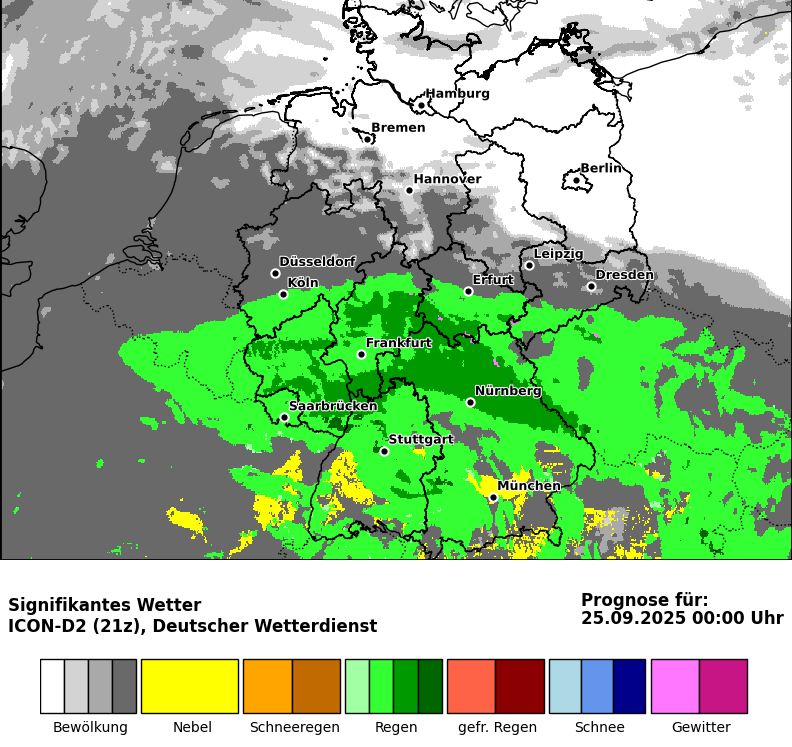 Hamburg
Bremen
Berlin
Hannover
Leipzig
Düsseldorf
Dresden
Köln
Erfurt
Frankfurt
Nürnberg
Saarbrücken
Stuttgart
München
Signifikantes Wetter
ICON-D2 (21z), Deutscher Wetterdienst
Prognose für:
25.09.2025 00:00 Uhr
Bewölkung Nebel Schneeregen Regen gefr. Regen Schnee Gewitter